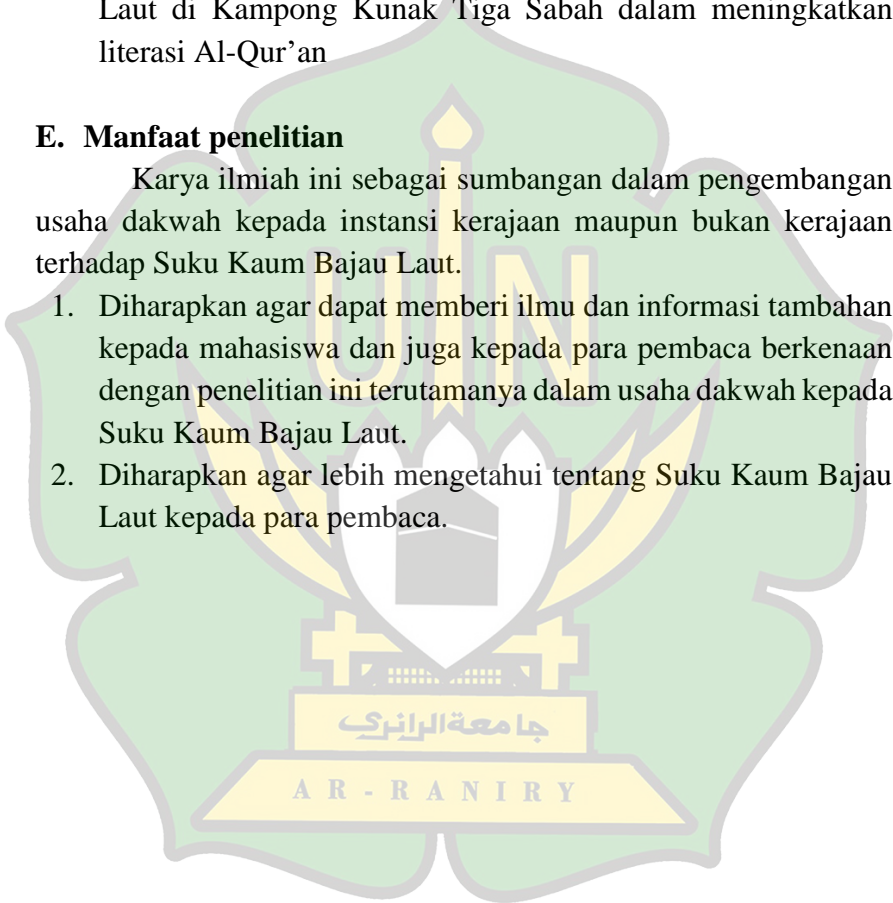 Laut di Kampong Kunak Tiga Sabah dalam meningkatkan
literasi Al-Qur’an
E. Manfaat penelitian
Karya ilmiah ini sebagai sumbangan dalam pengembangan
usaha dakwah kepada instansi kerajaan maupun bukan kerajaan
terhadap Suku Kaum Bajau Laut.
1. Diharapkan agar dapat memberi ilmu dan informasi tambahan
kepada mahasiswa dan juga kepada para pembaca berkenaan
dengan penelitian ini terutamanya dalam usaha dakwah kepada
Suku Kaum Bajau Laut.
2. Diharapkan agar lebih mengetahui tentang Suku Kaum Bajau
Laut kepada para pembaca.
UIN
جامعةالرانري
AR-RANIRY